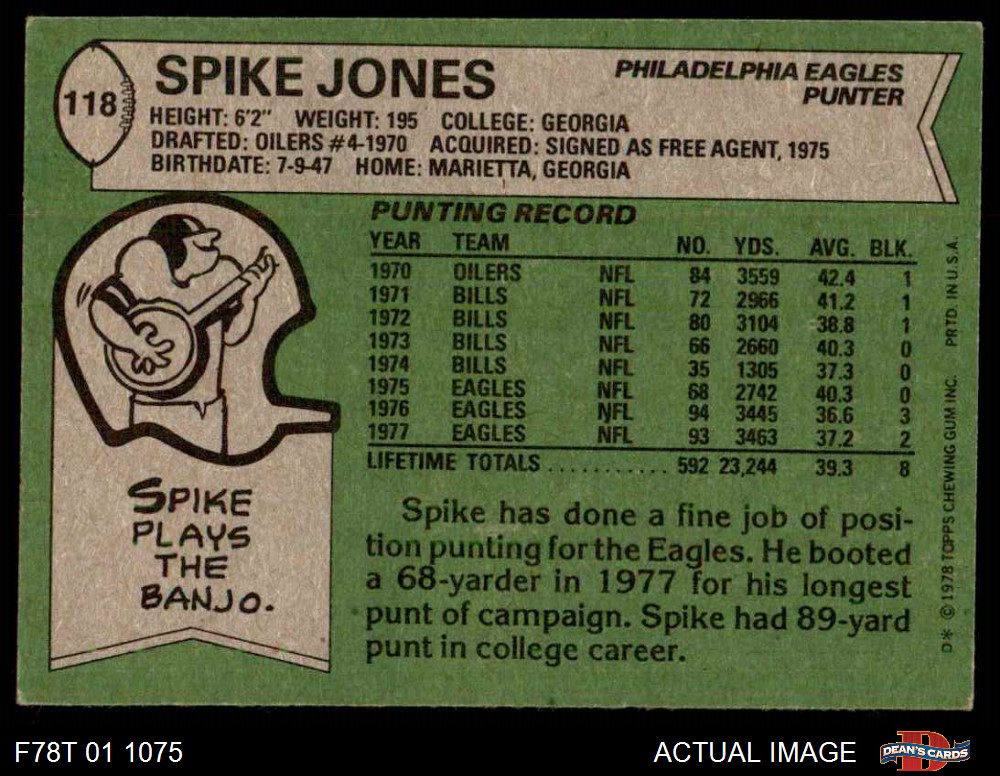 118
SPIKE JONES
PHILADELPHIA EAGLES
PUNTER
HEIGHT: 6'2" WEIGHT: 195 COLLEGE: GEORGIA
DRAFTED: OILERS #4-1970 ACQUIRED: SIGNED AS FREE AGENT, 1975
BIRTHDATE: 7-9-47 HOME: MARIETTA, GEORGIA
PUNTING RECORD
YEAR TEAM NO. YDS. AVG. BLK.
1970 OILERS NFL 84 3559 42.4 1
1971 BILLS NFL 72 2966 41.2 1
1972 BILLS NFL 80 3104 38.8 1
1973 BILLS NFL 66 2660 40.3 0
1974 BILLS NFL 35 1305 37.3 0
1975 EAGLES NFL 68 2742 40.3 0
1976 EAGLES NFL 94 3445 36.6 3
1977 EAGLES NFL 93 3463 37.2 2
LIFETIME TOTALS ........... 592 23,244 39.3 8
SPIKE
PLAYS
THE
BANJO.
Spike has done a fine job of posi-
tion punting for the Eagles. He booted
a 68-yarder in 1977 for his longest
punt of campaign. Spike had 89-yard
punt in college career.
D* © 1978 TOPPS CHEWING GUM INC. PRTD. IN U.S.A.
F78T 01 1075
ACTUAL IMAGE
D
DEAN'S CARDS